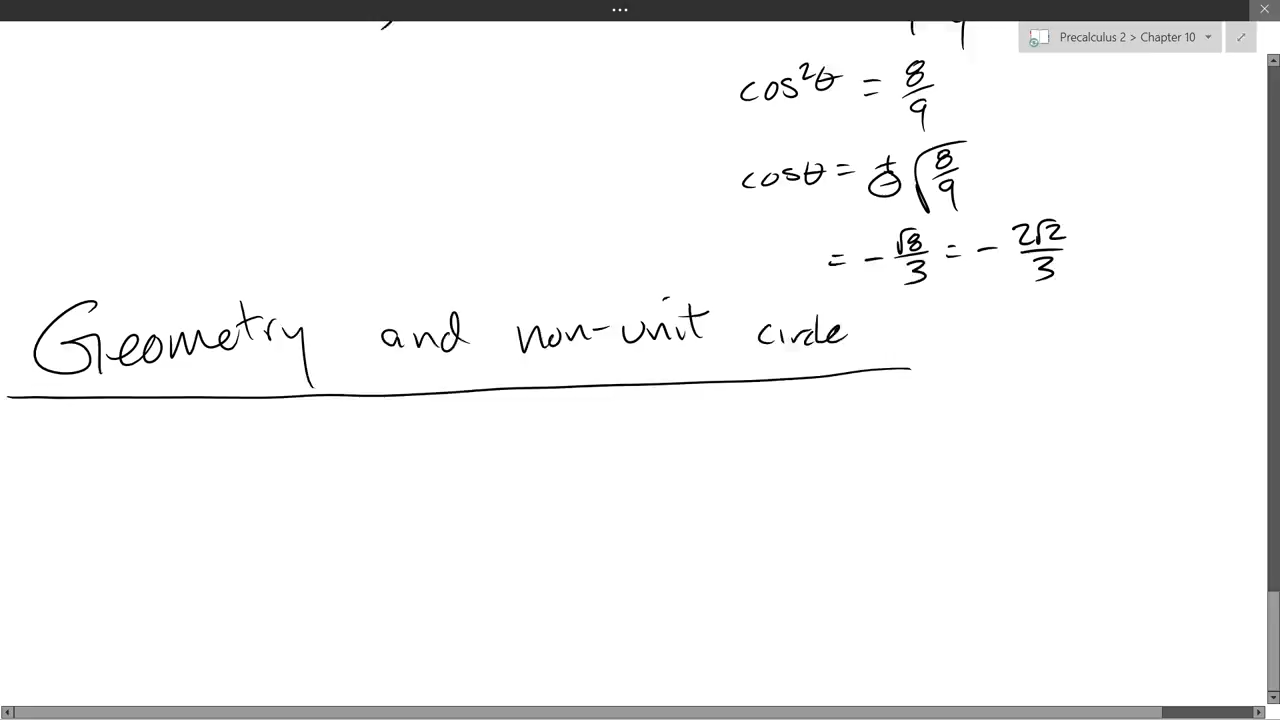 Precalculus 2 > Chapter 10
cos²θ = 8/9
cosθ = ± √(8/9)
= - √8/3 = - 2√2/3
Geometry and non-unit circle